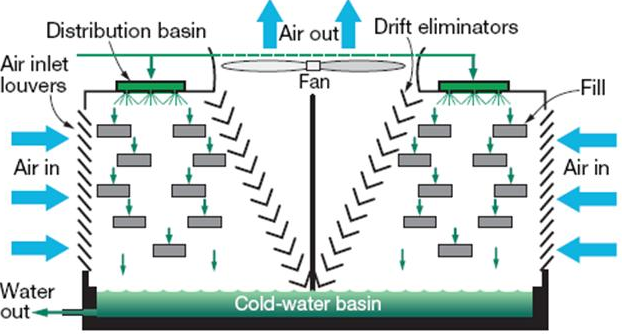 Distribution basin
Air out
Drift eliminators
Air inlet
louvers
Fan
Fill
Air in
Air in
Water
out
Cold-water basin